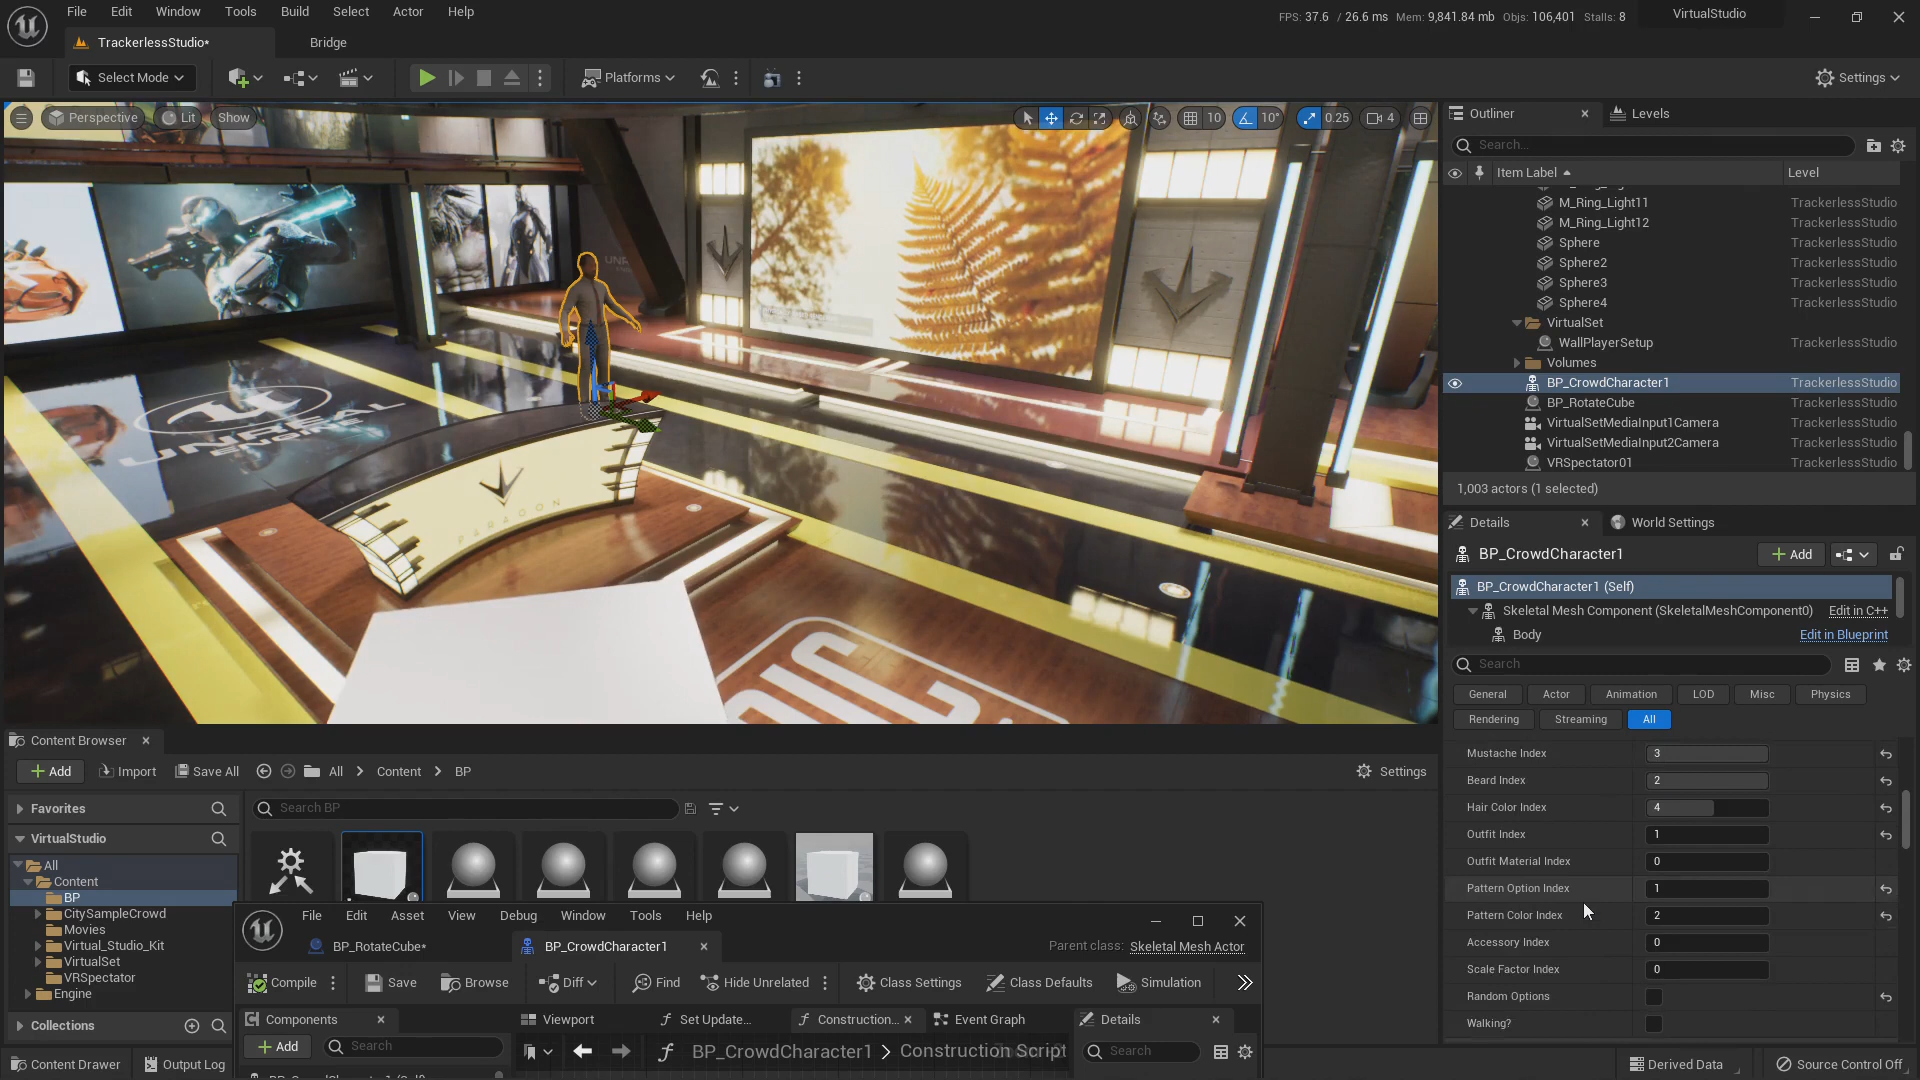 File Edit Window Tools Build Select Actor Help
FPS: 37.6 / 26.6 ms Mem: 9,841.84 mb Objs: 106,401 Stalls: 8
VirtualStudio
TrackerlessStudio*
Bridge
Select Mode
Platforms
Settings
Perspective
Lit
Show
10
10°
0.25
4
UNREAL
ENGINE
PARAGON
Outliner
Levels
Search...
Item Label
Level
M_Ring_Light11 TrackerlessStudio
M_Ring_Light12 TrackerlessStudio
Sphere TrackerlessStudio
Sphere2 TrackerlessStudio
Sphere3 TrackerlessStudio
Sphere4 TrackerlessStudio
VirtualSet
WallPlayerSetup TrackerlessStudio
Volumes
BP_CrowdCharacter1 TrackerlessStudio
BP_RotateCube TrackerlessStudio
VirtualSetMediaInput1Camera TrackerlessStudio
VirtualSetMediaInput2Camera TrackerlessStudio
VRSpectator01 TrackerlessStudio
1,003 actors (1 selected)
Details
World Settings
BP_CrowdCharacter1
Add
BP_CrowdCharacter1 (Self)
Skeletal Mesh Component (SkeletalMeshComponent0) Edit in C++
Body Edit in Blueprint
Search
General Actor Animation LOD Misc Physics
Rendering Streaming All
Mustache Index 3
Beard Index 2
Hair Color Index 4
Outfit Index 1
Outfit Material Index 0
Pattern Option Index 1
Pattern Color Index 2
Accessory Index 0
Scale Factor Index 0
Random Options
Walking?
Content Browser
Add
Import
Save All
All
Content
BP
Settings
Favorites
Search BP
VirtualStudio
All
Content
BP
CitySampleCrowd
Movies
Virtual_Studio_Kit
VirtualSet
VRSpectator
Engine
Collections
File Edit Asset View Debug Window Tools Help
BP_RotateCube*
BP_CrowdCharacter1
Parent class: Skeletal Mesh Actor
Compile
Save
Browse
Diff
Find
Hide Unrelated
Class Settings
Class Defaults
Simulation
Components
Viewport
Set Update...
Construction...
Event Graph
Details
Add
Search
BP_CrowdCharacter1 > Construction Script
Search
Content Drawer
Output Log
Derived Data
Source Control Off